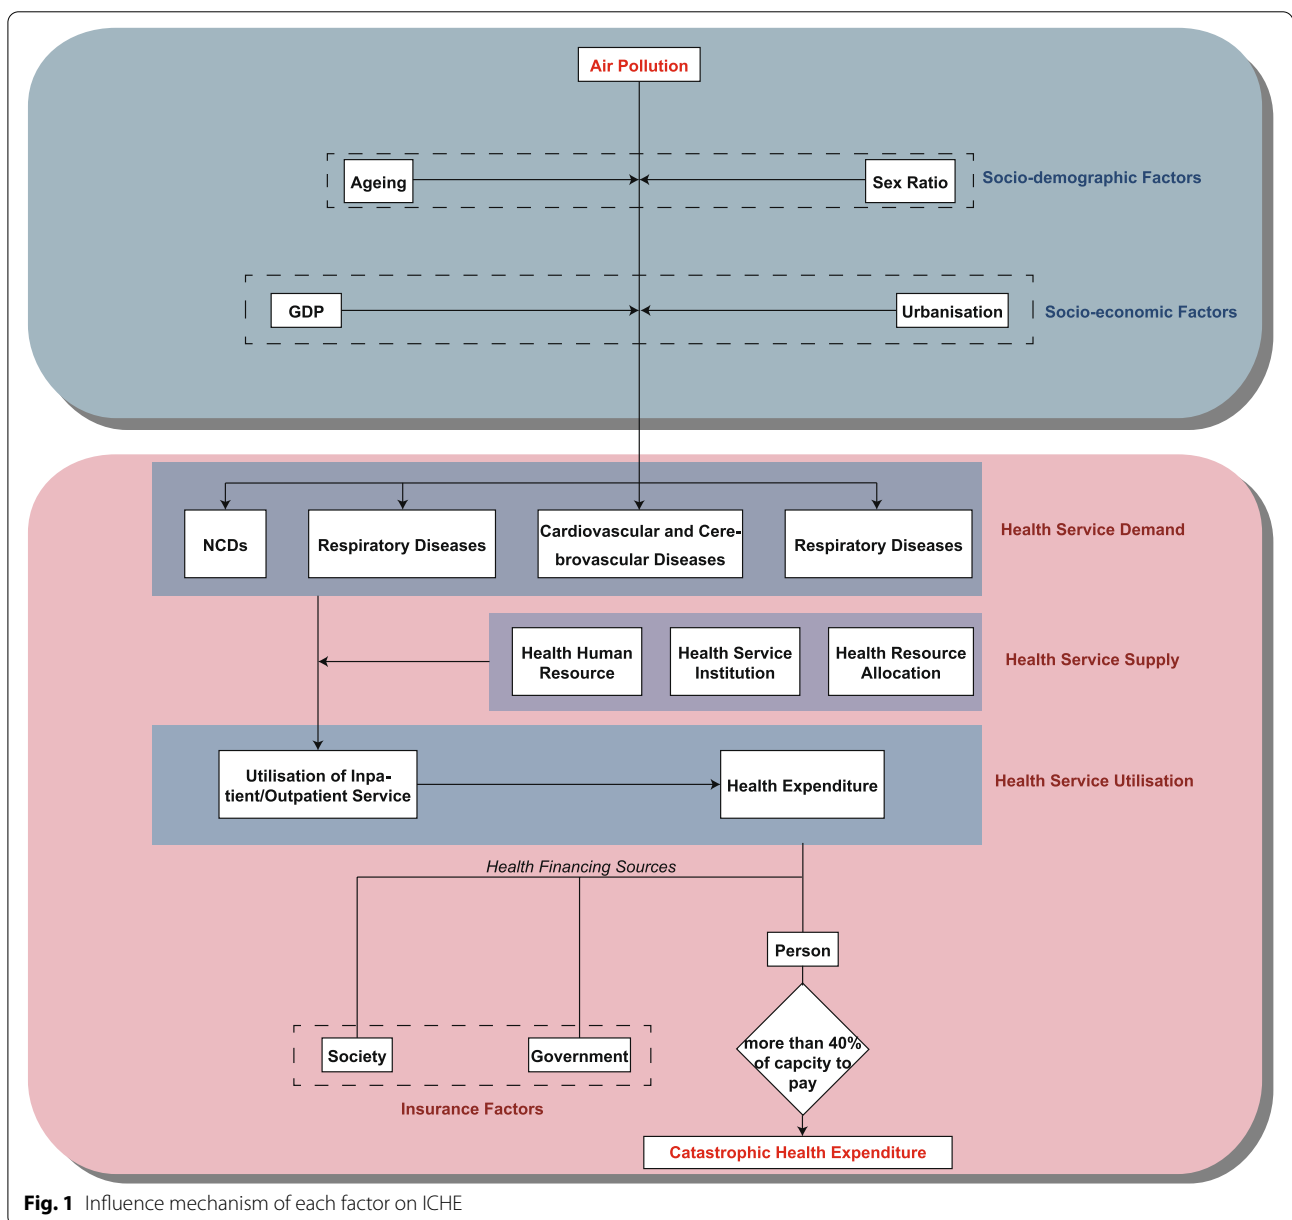 Air Pollution
Ageing
Sex Ratio
Socio-demographic Factors
GDP
Urbanisation
Socio-economic Factors
NCDs
Respiratory Diseases
Cardiovascular and Cere-
brovascular Diseases
Respiratory Diseases
Health Service Demand
Health Human
Resource
Health Service
Institution
Health Resource
Allocation
Health Service Supply
Utilisation of Inpa-
tient/Outpatient Service
Health Expenditure
Health Service Utilisation
Health Financing Sources
Person
Society
Government
Insurance Factors
more than 40%
of capcity to
pay
Catastrophic Health Expenditure
Fig. 1 Influence mechanism of each factor on ICHE